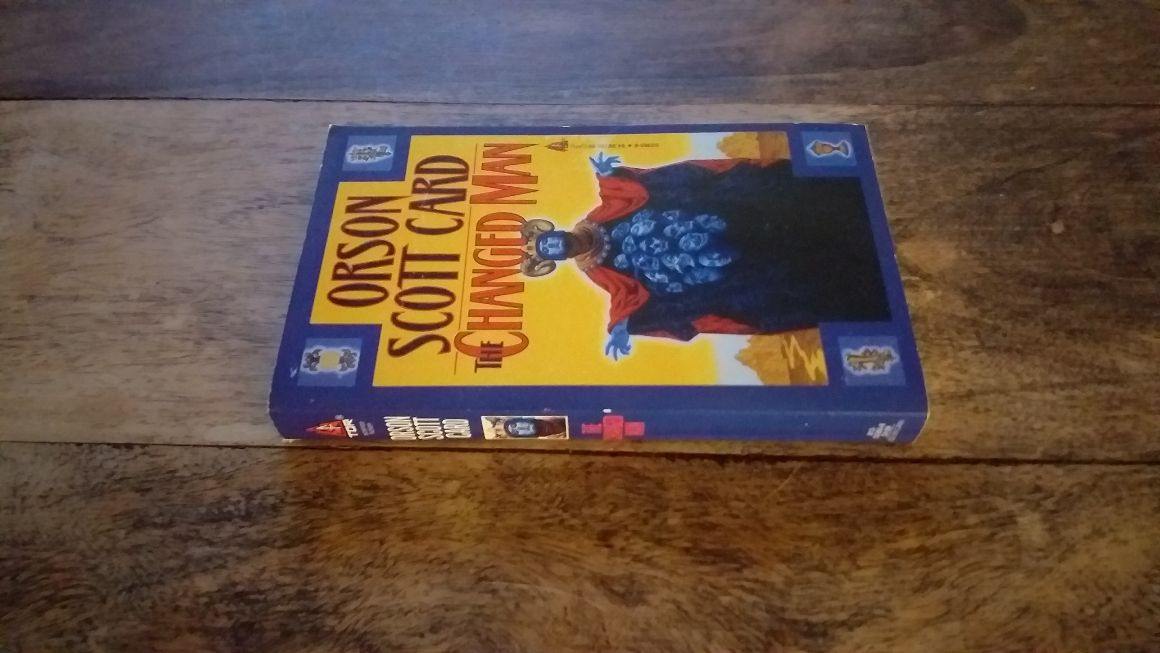 ORSON
SCOTT CARD
THE CHANGED MAN
TOR
ORSON
SCOTT
CARD